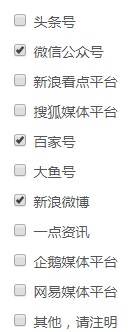 头条号
微信公众号
新浪看点平台
搜狐媒体平台
百家号
大鱼号
新浪微博
一点资讯
企鹅媒体平台
网易媒体平台
其他，请注明